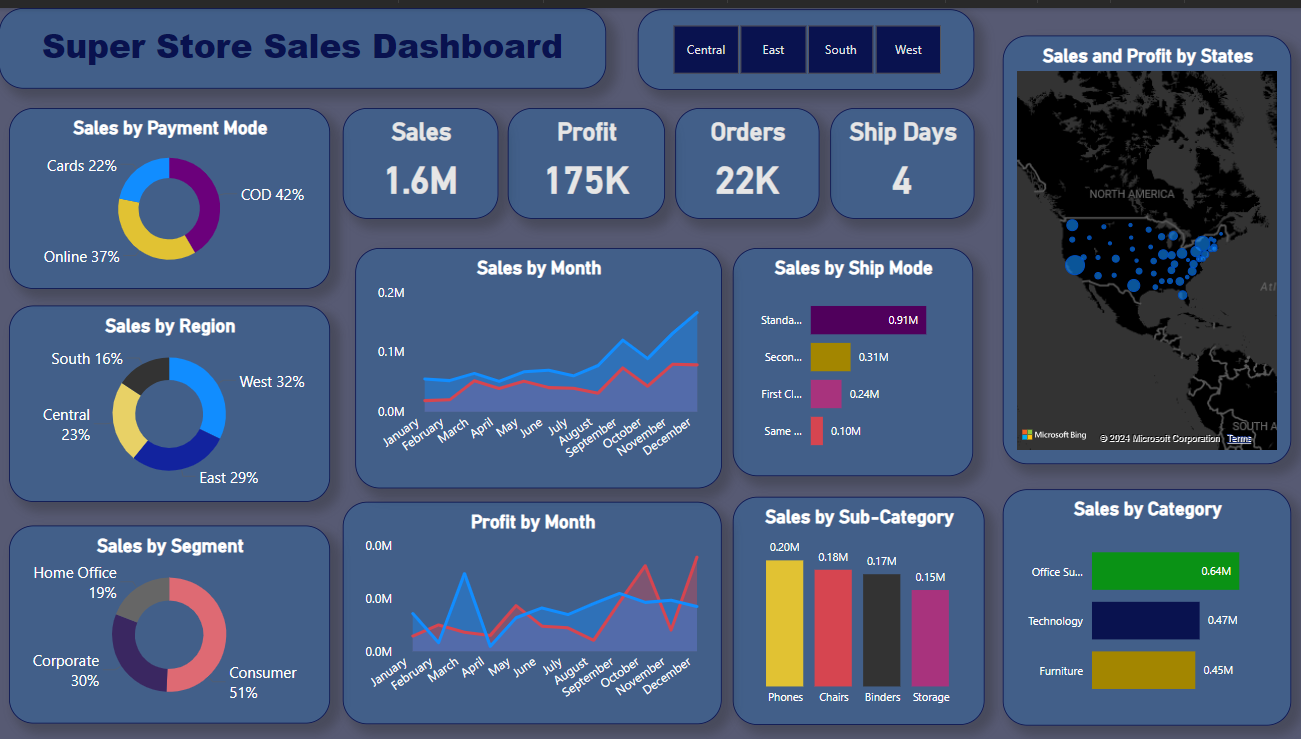 Super Store Sales Dashboard
Central
East
South
West
Sales and Profit by States
NORTH AMERICA
Atl
SOUTH A
Microsoft Bing
© 2024 Microsoft Corporation
Terms
Sales by Payment Mode
Cards 22%
COD 42%
Online 37%
Sales
1.6M
Profit
175K
Orders
22K
Ship Days
4
Sales by Region
South 16%
West 32%
Central
23%
East 29%
Sales by Month
0.2M
0.1M
0.0M
January
February
March
April
May
June
July
August
September
October
November
December
Sales by Ship Mode
Standa...
0.91M
Secon...
0.31M
First Cl...
0.24M
Same ...
0.10M
Sales by Segment
Home Office
19%
Corporate
30%
Consumer
51%
Profit by Month
0.0M
0.0M
0.0M
January
February
March
April
May
June
July
August
September
October
November
December
Sales by Sub-Category
0.20M
0.18M
0.17M
0.15M
Phones
Chairs
Binders
Storage
Sales by Category
Office Su...
0.64M
Technology
0.47M
Furniture
0.45M